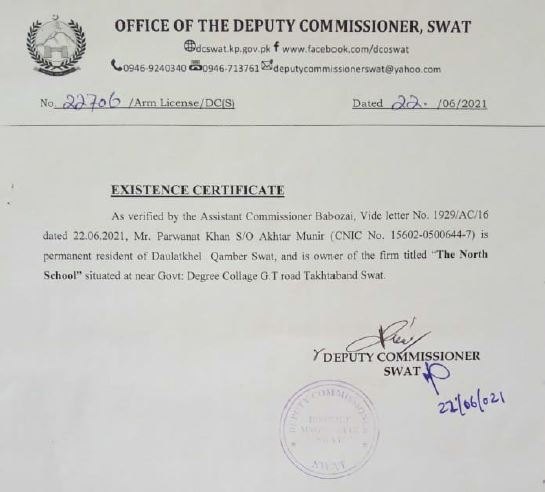 OFFICE OF THE DEPUTY COMMISSIONER, SWAT
dcswat.kp.gov.pk f www.facebook.com/dcoswat
0946-9240340 0946-713761 deputycommissionerswat@yahoo.com
No. 22706 /Arm License/DC(S) Dated 22. /06/2021
EXISTENCE CERTIFICATE
As verified by the Assistant Commissioner Babozai, Vide letter No. 1929/AC/16
dated 22.06.2021, Mr. Parwanat Khan S/O Akhtar Munir (CNIC No. 15602-0500644-7) is
permanent resident of Daulatkhel Qamber Swat, and is owner of the firm titled "The North
School" situated at near Govt: Degree Collage G.T road Takhtaband Swat.
DEPUTY COMMISSIONER
SWAT
22/06/021
DEPUTY COMMISSIONER
SWAT